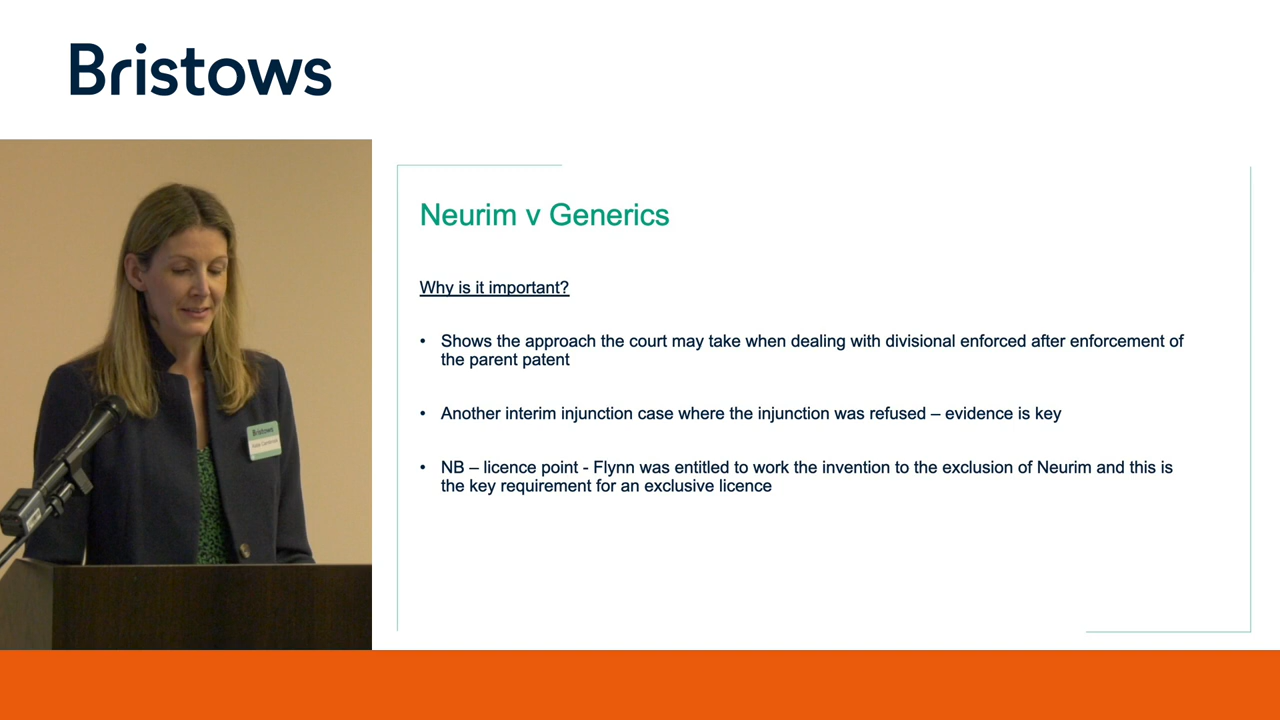 Bristows
Neurim v Generics
Why is it important?
• Shows the approach the court may take when dealing with divisional enforced after enforcement of
the parent patent
• Another interim injunction case where the injunction was refused – evidence is key
• NB – licence point - Flynn was entitled to work the invention to the exclusion of Neurim and this is
the key requirement for an exclusive licence
Bristows